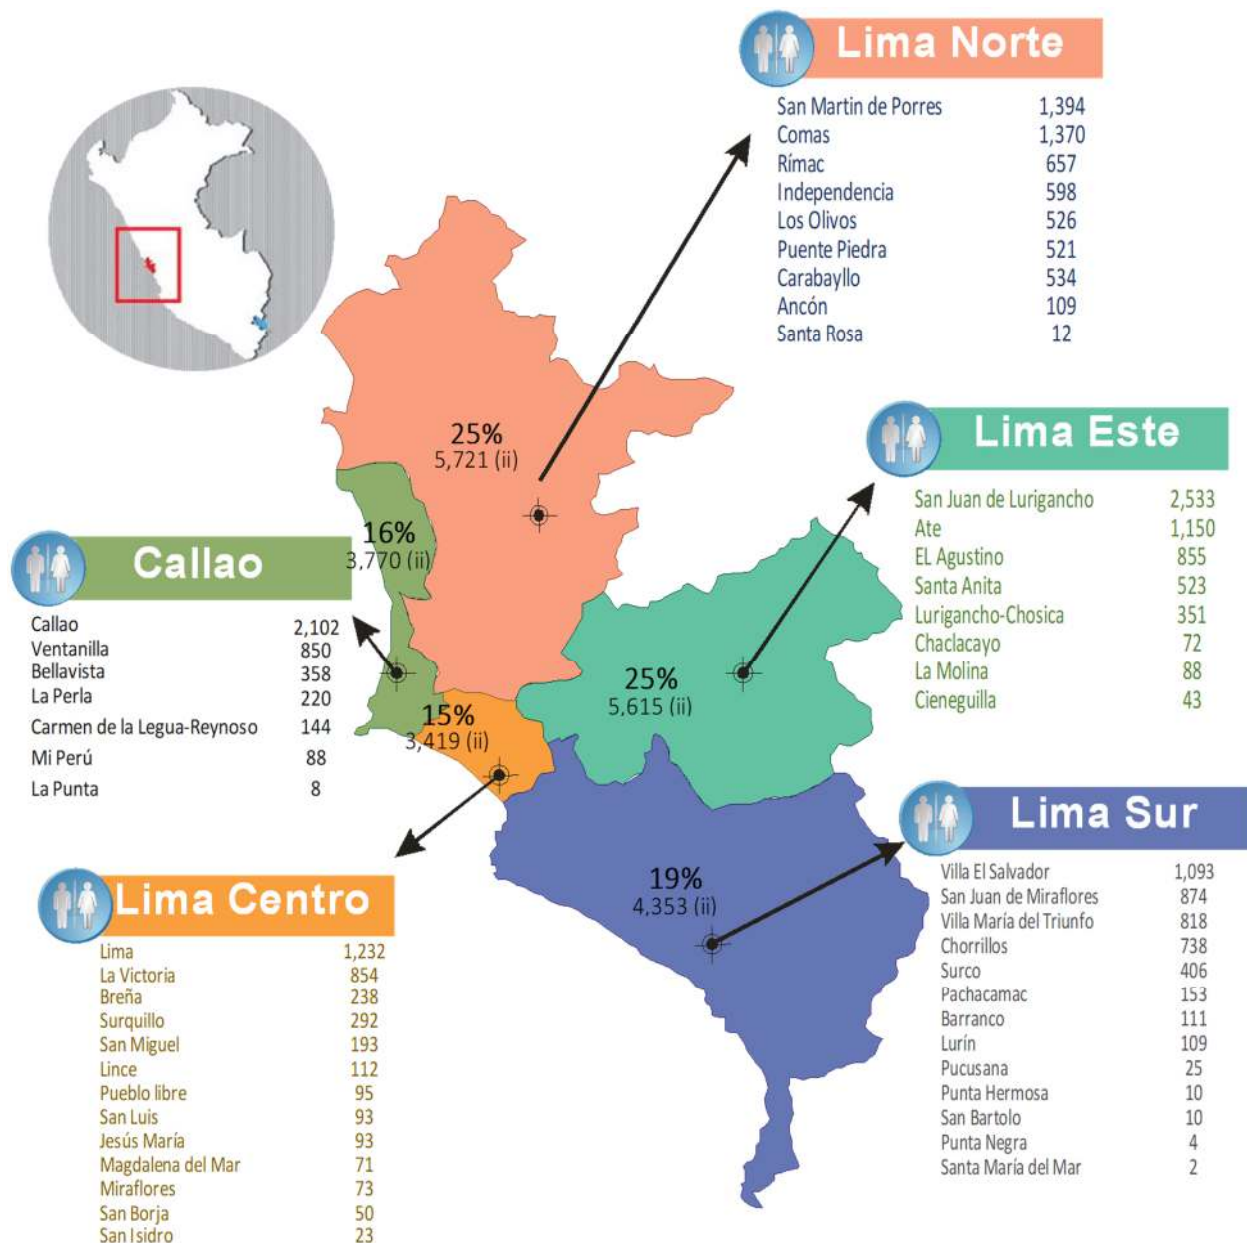 Lima Norte
San Martin de Porres 1,394
Comas 1,370
Rímac 657
Independencia 598
Los Olivos 526
Puente Piedra 521
Carabayllo 534
Ancón 109
Santa Rosa 12
25%
5,721 (ii)
Lima Este
San Juan de Lurigancho 2,533
Ate 1,150
EL Agustino 855
Santa Anita 523
Lurigancho-Chosica 351
Chaclacayo 72
La Molina 88
Cieneguilla 43
16%
3,770 (ii)
Callao
Callao 2,102
Ventanilla 850
Bellavista 358
La Perla 220
Carmen de la Legua-Reynoso 144
Mi Perú 88
La Punta 8
25%
5,615 (ii)
15%
3,419 (ii)
Lima Sur
Villa El Salvador 1,093
San Juan de Miraflores 874
Villa María del Triunfo 818
Chorrillos 738
Surco 406
Pachacamac 153
Barranco 111
Lurín 109
Pucusana 25
Punta Hermosa 10
San Bartolo 10
Punta Negra 4
Santa María del Mar 2
19%
4,353 (ii)
Lima Centro
Lima 1,232
La Victoria 854
Breña 238
Surquillo 292
San Miguel 193
Lince 112
Pueblo libre 95
San Luis 93
Jesús María 93
Magdalena del Mar 71
Miraflores 73
San Borja 50
San Isidro 23